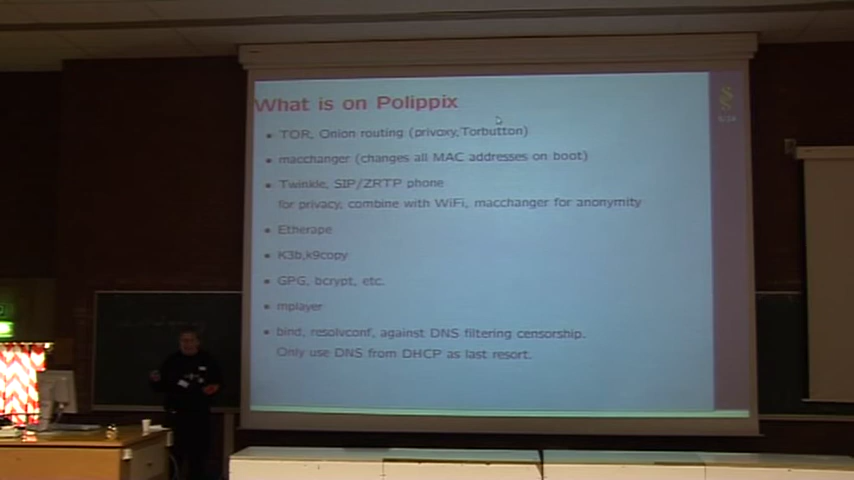 What is on Polippix
• TOR, Onion routing (privoxy,Torbutton)
• macchanger (changes all MAC addresses on boot)
• Twinkle, SIP/ZRTP phone
for privacy, combine with WiFi, macchanger for anonymity
• Etherape
• K3b,k9copy
• GPG, bcrypt, etc.
• mplayer
• bind, resolvconf, against DNS filtering censorship.
Only use DNS from DHCP as last resort.